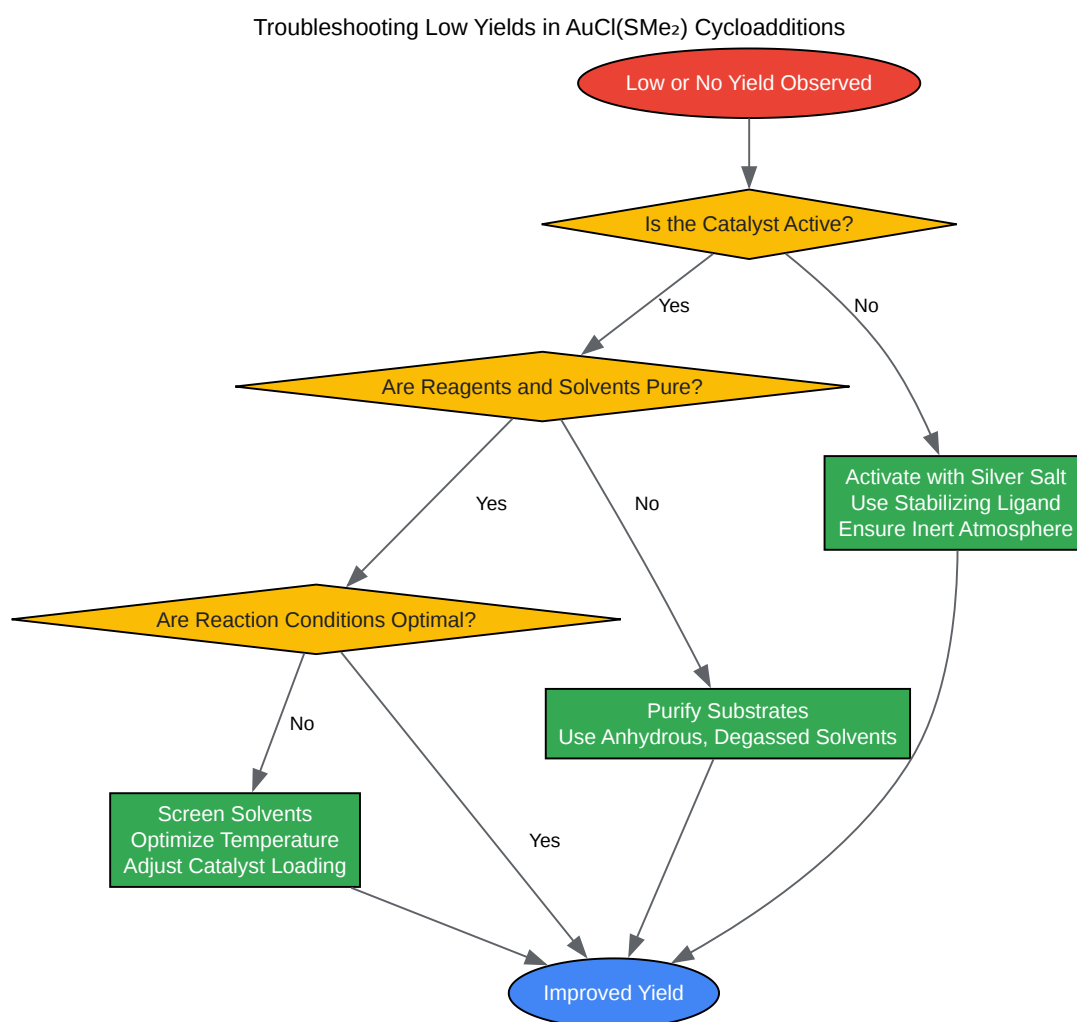 Troubleshooting Low Yields in AuCl(SMe₂) Cycloadditions
Low or No Yield Observed
Is the Catalyst Active?
Yes
No
Are Reagents and Solvents Pure?
Activate with Silver Salt
Use Stabilizing Ligand
Ensure Inert Atmosphere
Yes
No
Are Reaction Conditions Optimal?
Purify Substrates
Use Anhydrous, Degassed Solvents
No
Screen Solvents
Optimize Temperature
Adjust Catalyst Loading
Yes
Improved Yield